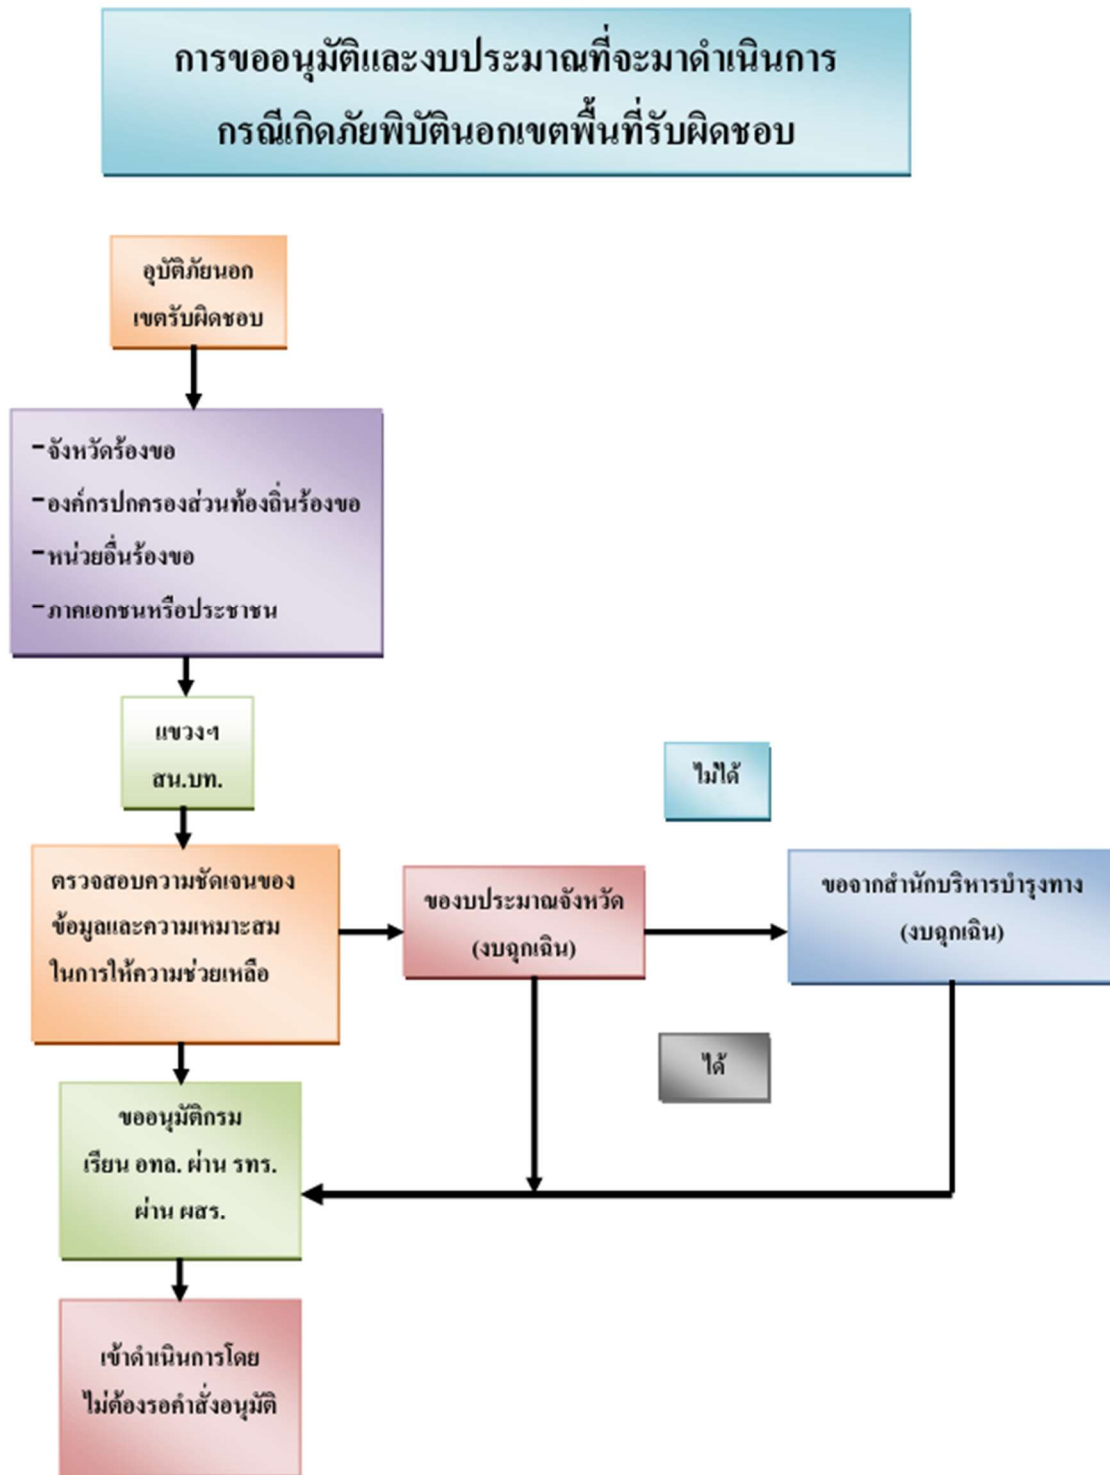 การขออนุมัติและงบประมาณที่จะมาดำเนินการ
กรณีเกิดภัยพิบัตินอกเขตพื้นที่รับผิดชอบ
อุบัติภัยนอก
เขตรับผิดชอบ
-จังหวัดร้องขอ
-องค์กรปกครองส่วนท้องถิ่นร้องขอ
-หน่วยอื่นร้องขอ
-ภาคเอกชนหรือประชาชน
แขวงฯ
สน.บท.
ไม่ได้
ตรวจสอบความชัดเจนของ
ข้อมูลและความเหมาะสม
ในการให้ความช่วยเหลือ
ของบประมาณจังหวัด
(งบฉุกเฉิน)
ขอจากสำนักบริหารบำรุงทาง
(งบฉุกเฉิน)
ได้
ขออนุมัติกรม
เรียน อทล. ผ่าน รทร.
ผ่าน ผสร.
เข้าดำเนินการโดย
ไม่ต้องรอคำสั่งอนุมัติ